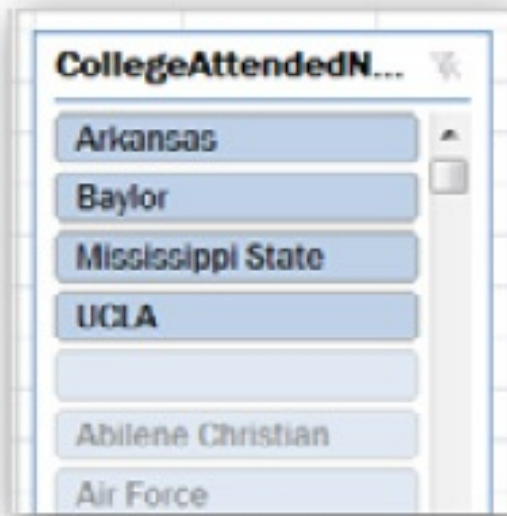 CollegeAttendedN...
Arkansas
Baylor
Mississippi State
UCLA
Abilene Christian
Air Force